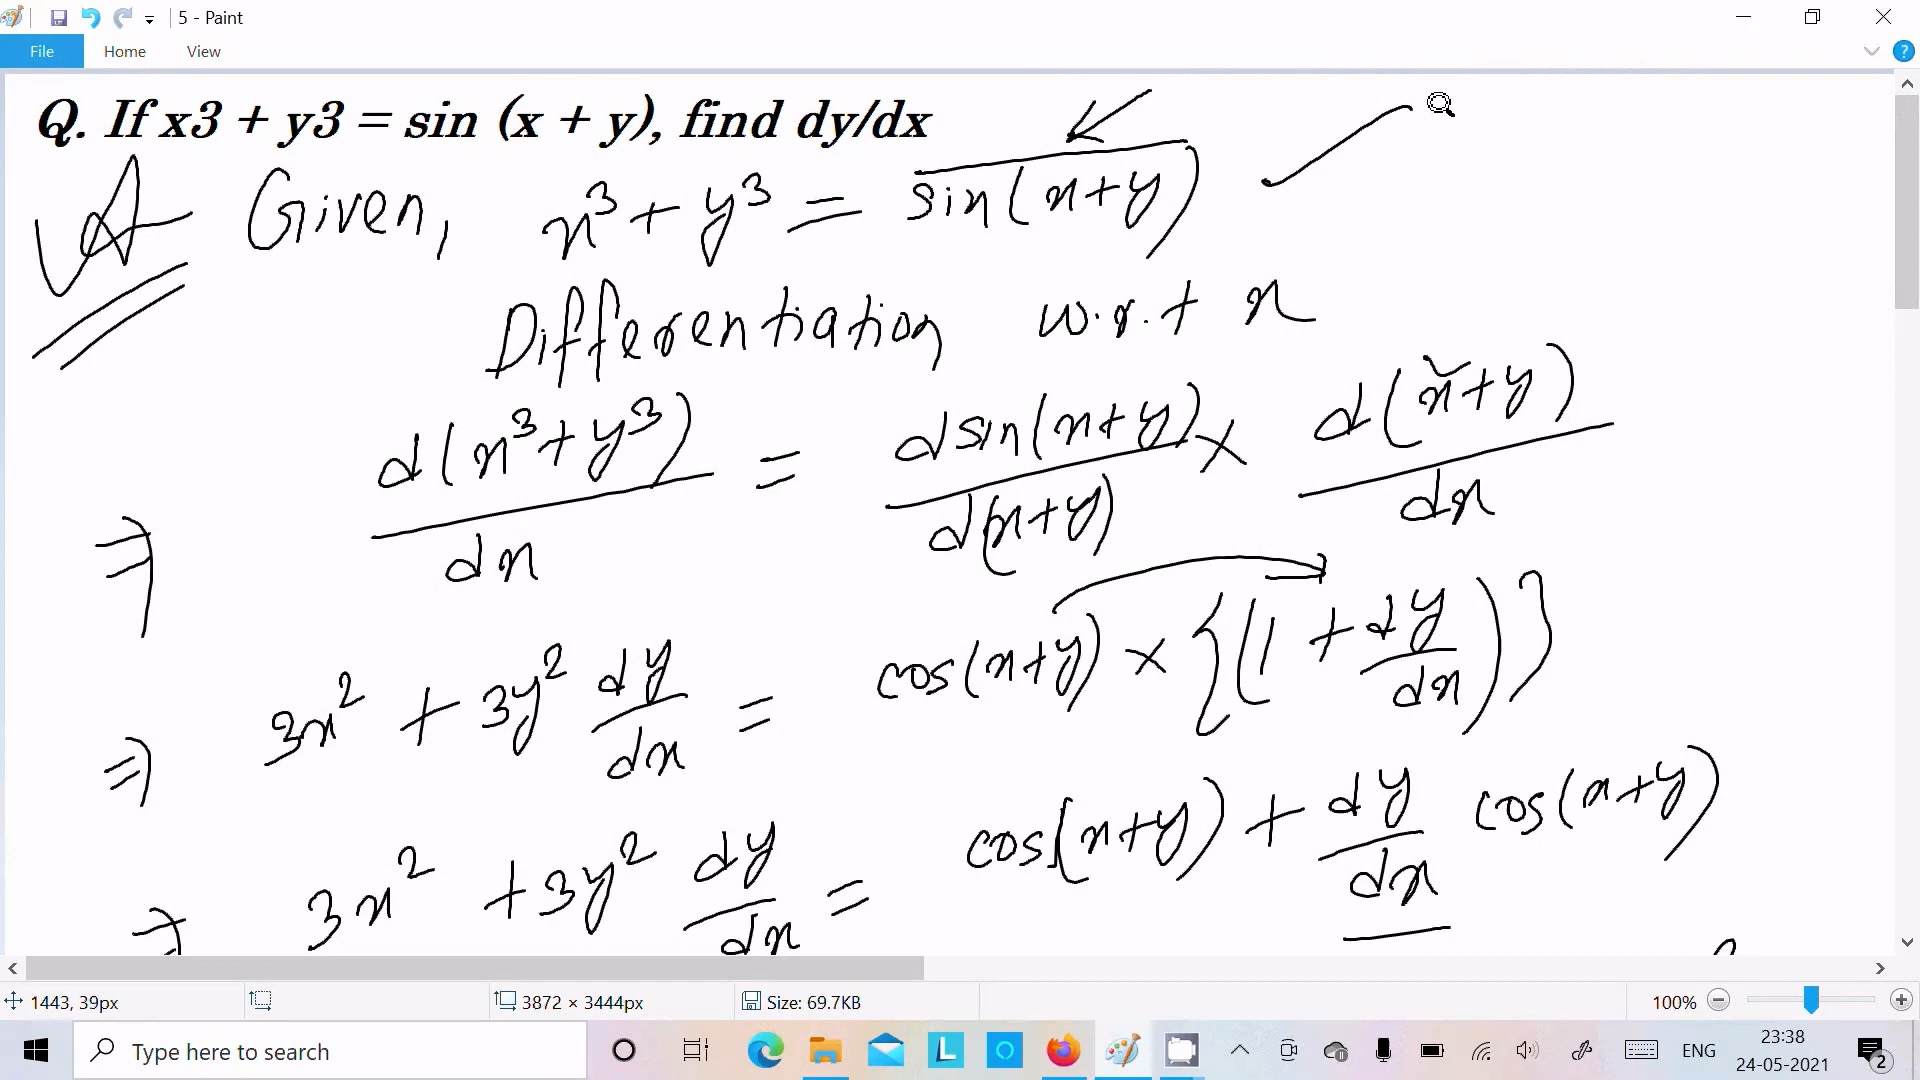 5 - Paint
File Home View
Q. If x3 + y3 = sin (x + y), find dy/dx
A Given, x³ + y³ = sin(x+y)
Differentiation w.r.t x
⇒ d(x³+y³)/dx = dsin(x+y)/d(x+y) × d(x+y)/dx
⇒ 3x² + 3y² dy/dx = cos(x+y) × {(1 + dy/dx)}
⇒ 3x² + 3y² dy/dx = cos(x+y) + dy/dx cos(x+y)
1443, 39px 3872 × 3444px Size: 69.7KB 100%
Type here to search
ENG
23:38
24-05-2021
2